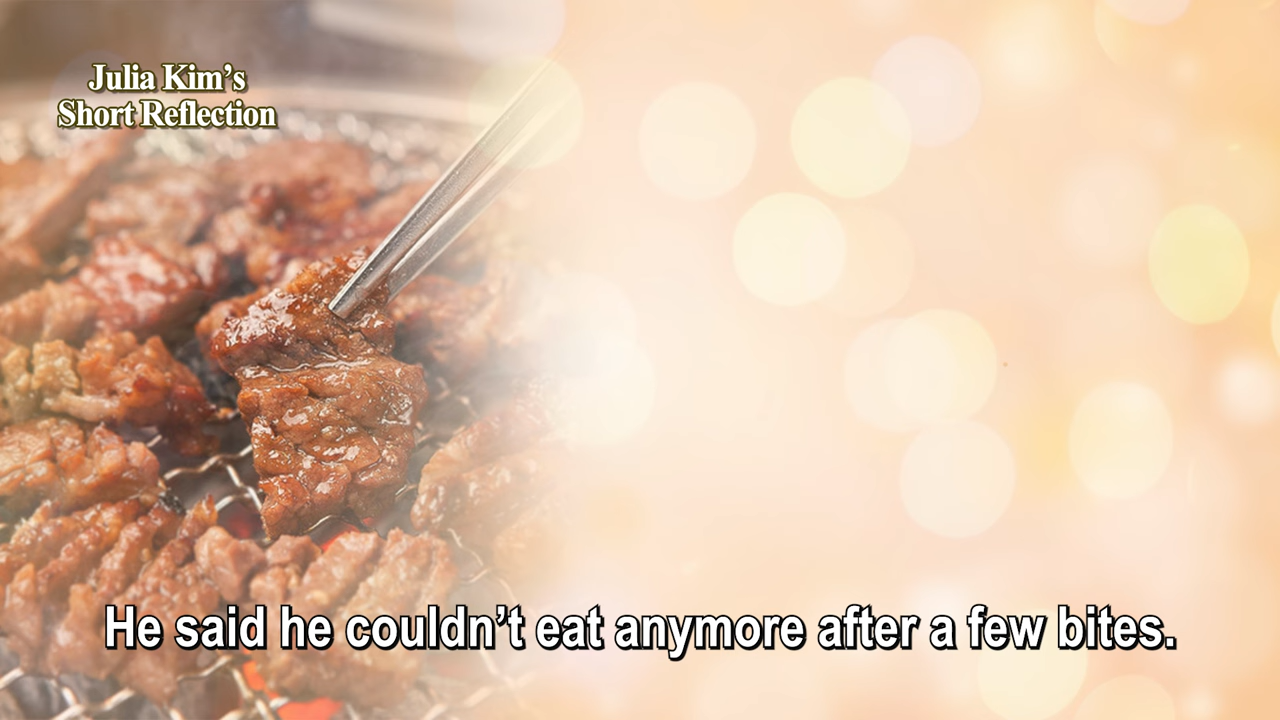 Julia Kim’s
Short Reflection
He said he couldn’t eat anymore after a few bites.